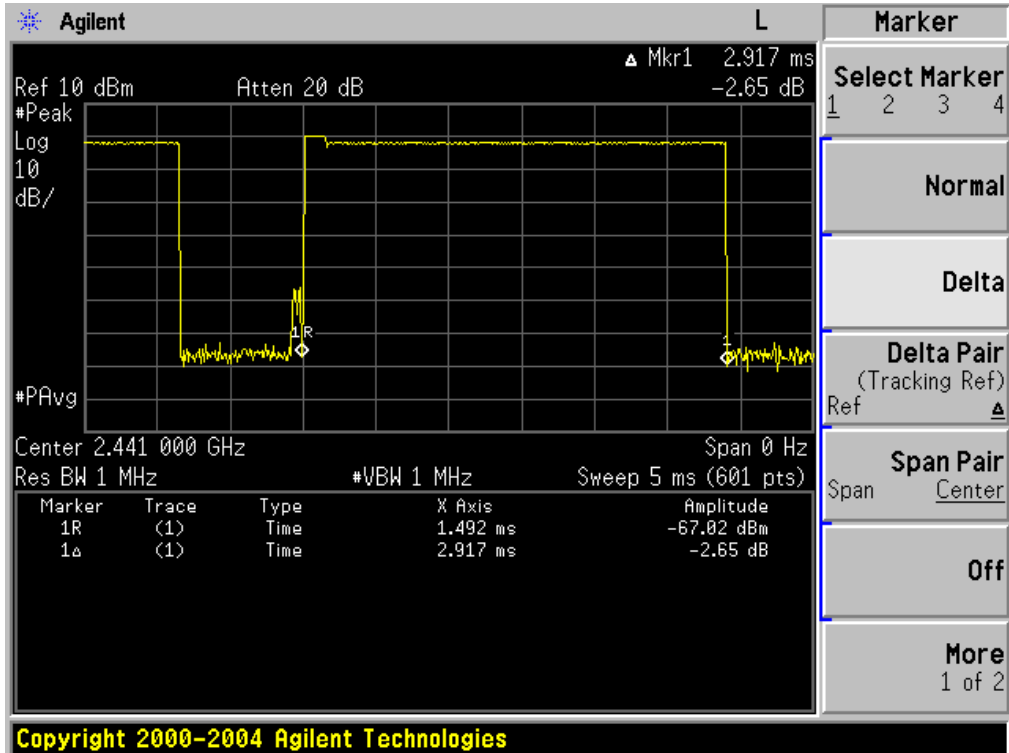 Agilent L
Δ Mkr1 2.917 ms
Ref 10 dBm Atten 20 dB -2.65 dB
#Peak
Log
10
dB/
1R
1
#PAvg
Center 2.441 000 GHz Span 0 Hz
Res BW 1 MHz #VBW 1 MHz Sweep 5 ms (601 pts)
Marker Trace Type X Axis Amplitude
1R (1) Time 1.492 ms -67.02 dBm
1Δ (1) Time 2.917 ms -2.65 dB
Marker
Select Marker
1 2 3 4
Normal
Delta
Delta Pair
(Tracking Ref)
Ref Δ
Span Pair
Span Center
Off
More
1 of 2
Copyright 2000-2004 Agilent Technologies